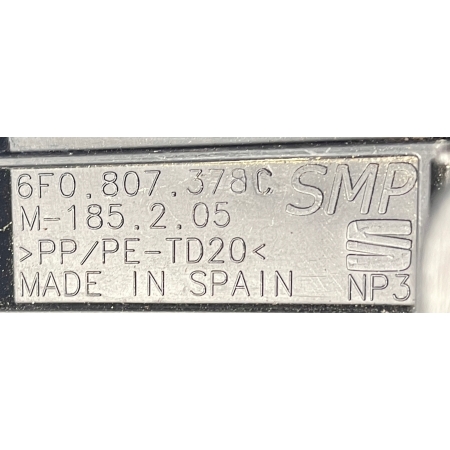 6F0.807.378C SMP
M-185.2.05
>PP/PE-TD20<
MADE IN SPAIN NP3